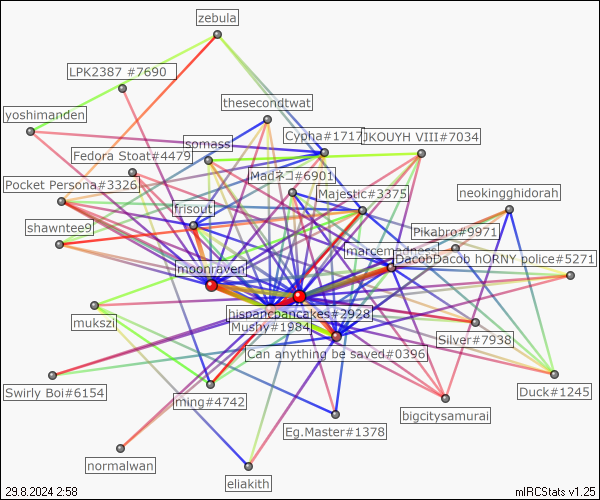 zebula
LPK2387 #7690
thesecondtwat
yoshimanden
Cypha#1717
JKOUYH VIII#7034
somass
Fedora Stoat#4479
Madネコ#6901
Pocket Persona#3326
Majestic#3375
neokingghidorah
frisout
shawntee9
Pikabro#9971
marcemadness
DacobDacob hORNY police#5271
moonraven
hispanicpancakes#2928
mukszi
Mushy#1984
Silver#7938
Can anything be saved#0396
Swirly Boi#6154
Duck#1245
ming#4742
bigcitysamurai
Eg.Master#1378
normalwan
eliakith
29.8.2024 2:58
mIRCStats v1.25